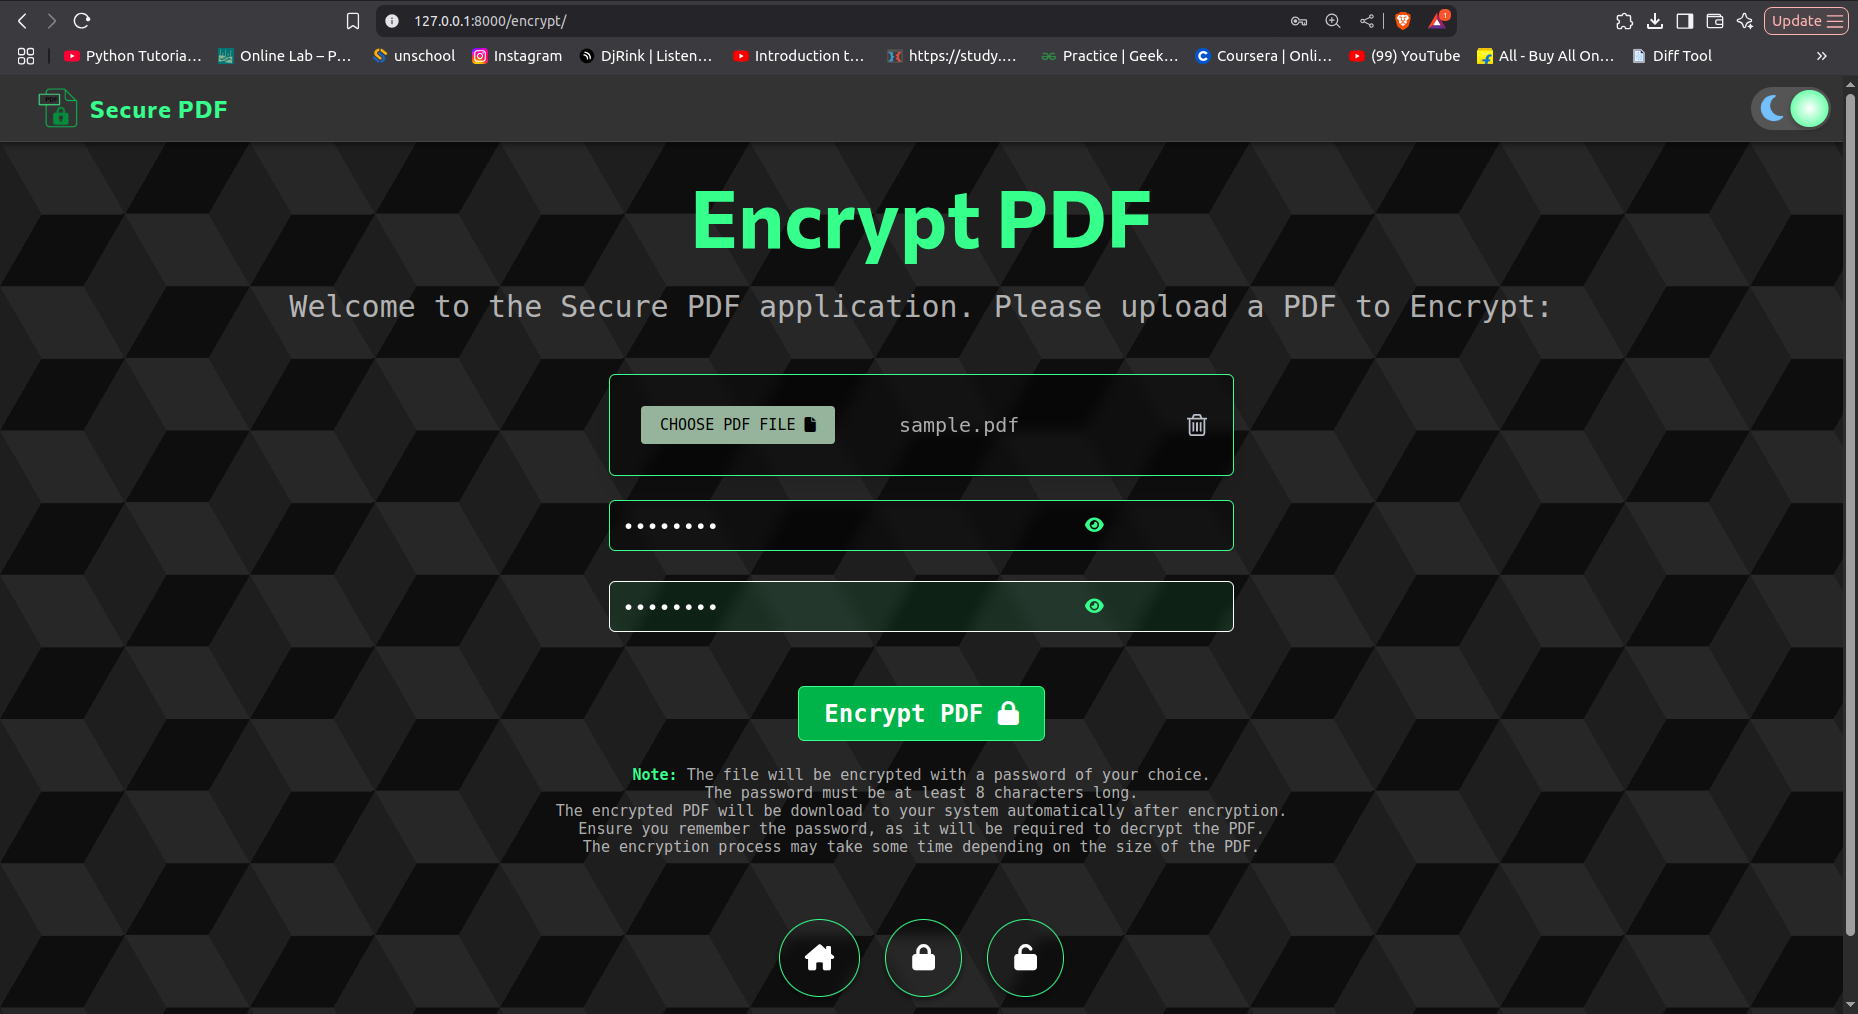 127.0.0.1:8000/encrypt/
1
Update
Python Tutoria...
Online Lab – P...
unschool
Instagram
DjRink | Listen...
Introduction t...
https://study....
Practice | Geek...
Coursera | Onli...
(99) YouTube
All - Buy All On...
Diff Tool
»
PDF
Secure PDF
Encrypt PDF
Welcome to the Secure PDF application. Please upload a PDF to Encrypt:
CHOOSE PDF FILE
sample.pdf
••••••••
••••••••
Encrypt PDF
Note: The file will be encrypted with a password of your choice.
The password must be at least 8 characters long.
The encrypted PDF will be download to your system automatically after encryption.
Ensure you remember the password, as it will be required to decrypt the PDF.
The encryption process may take some time depending on the size of the PDF.